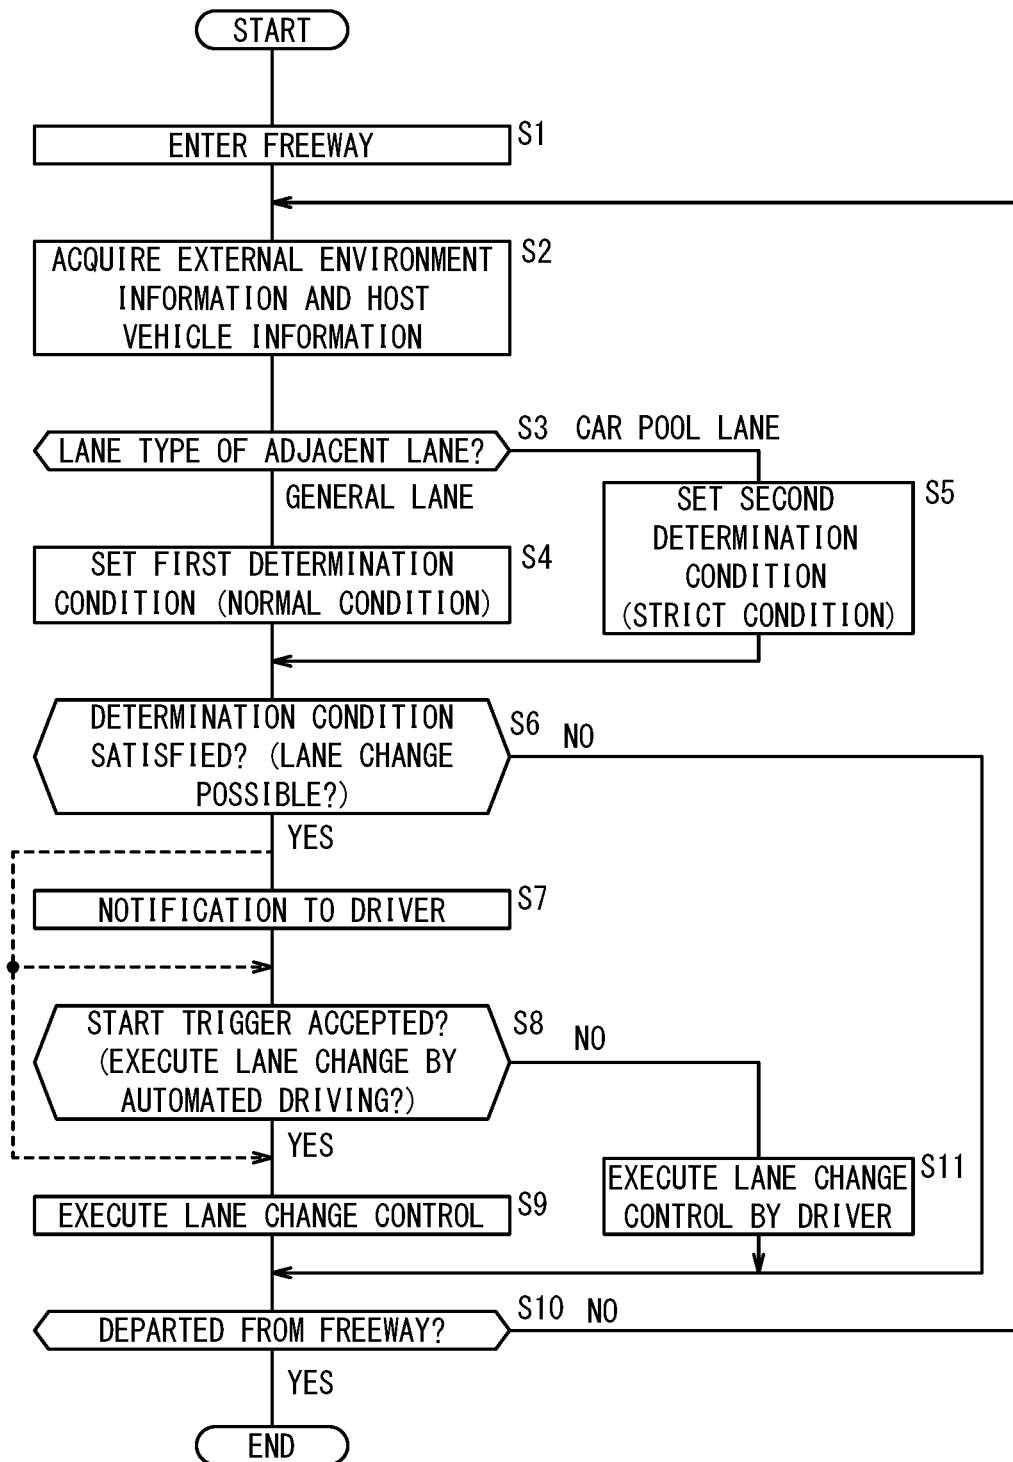 START
ENTER FREEWAY
S1
ACQUIRE EXTERNAL ENVIRONMENT
INFORMATION AND HOST
VEHICLE INFORMATION
S2
LANE TYPE OF ADJACENT LANE?
S3
CAR POOL LANE
GENERAL LANE
SET SECOND
DETERMINATION
CONDITION
(STRICT CONDITION)
S5
SET FIRST DETERMINATION
CONDITION (NORMAL CONDITION)
S4
DETERMINATION CONDITION
SATISFIED? (LANE CHANGE
POSSIBLE?)
S6
NO
YES
NOTIFICATION TO DRIVER
S7
START TRIGGER ACCEPTED?
(EXECUTE LANE CHANGE BY
AUTOMATED DRIVING?)
S8
NO
YES
EXECUTE LANE CHANGE
CONTROL BY DRIVER
S11
EXECUTE LANE CHANGE CONTROL
S9
DEPARTED FROM FREEWAY?
S10
NO
YES
END